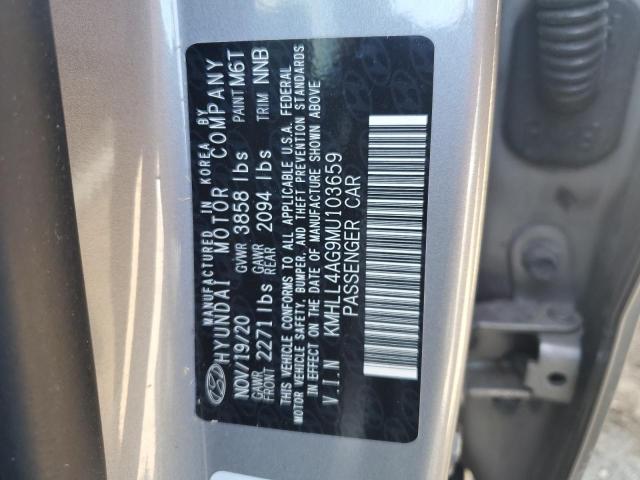 MANUFACTURED IN KOREA BY
HYUNDAI MOTOR COMPANY
NOV/19/20 GVWR 3858 lbs PAINT M6T
GAWR FRONT 2271 lbs GAWR REAR 2094 lbs TRIM NNB
THIS VEHICLE CONFORMS TO ALL APPLICABLE U.S.A. FEDERAL
MOTOR VEHICLE SAFETY, BUMPER, AND THEFT PREVENTION STANDARDS
IN EFFECT ON THE DATE OF MANUFACTURE SHOWN ABOVE
V.I.N KMHLL4AG9MU103659
PASSENGER CAR